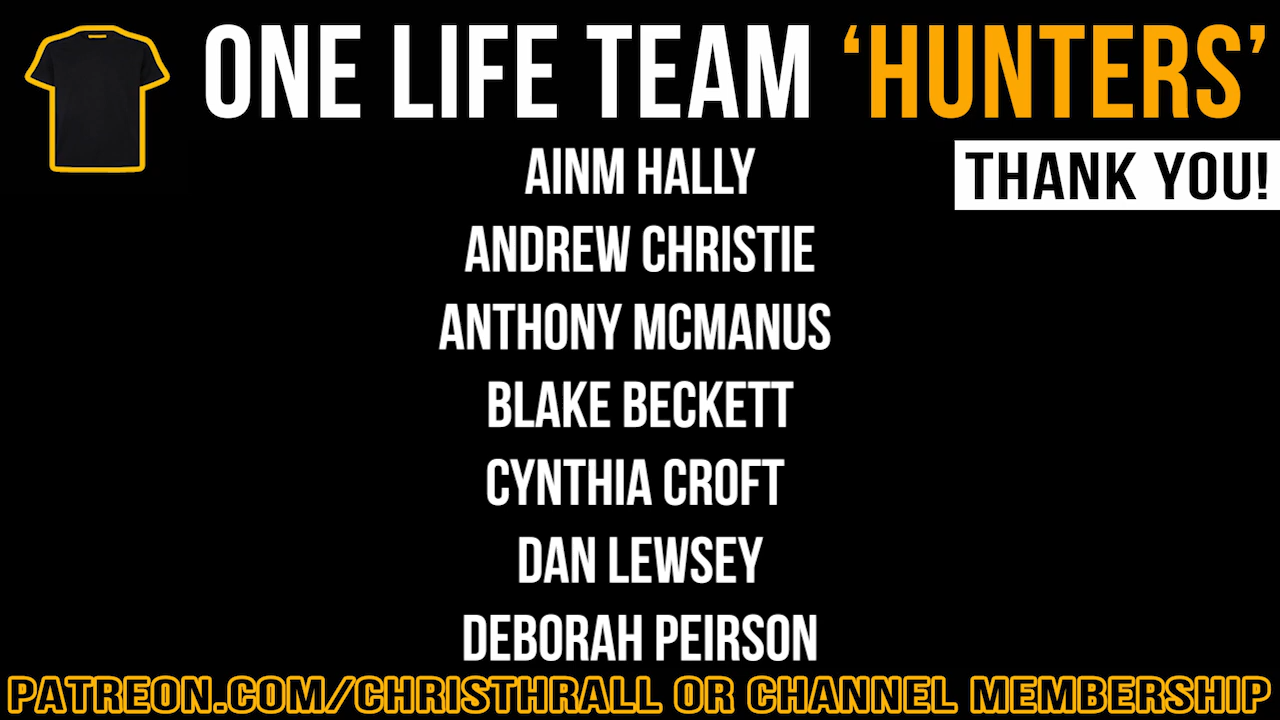 ONE LIFE TEAM ‘HUNTERS’
THANK YOU!
AINM HALLY
ANDREW CHRISTIE
ANTHONY MCMANUS
BLAKE BECKETT
CYNTHIA CROFT
DAN LEWSEY
DEBORAH PEIRSON
PATREON.COM/CHRISTHRALL OR CHANNEL MEMBERSHIP